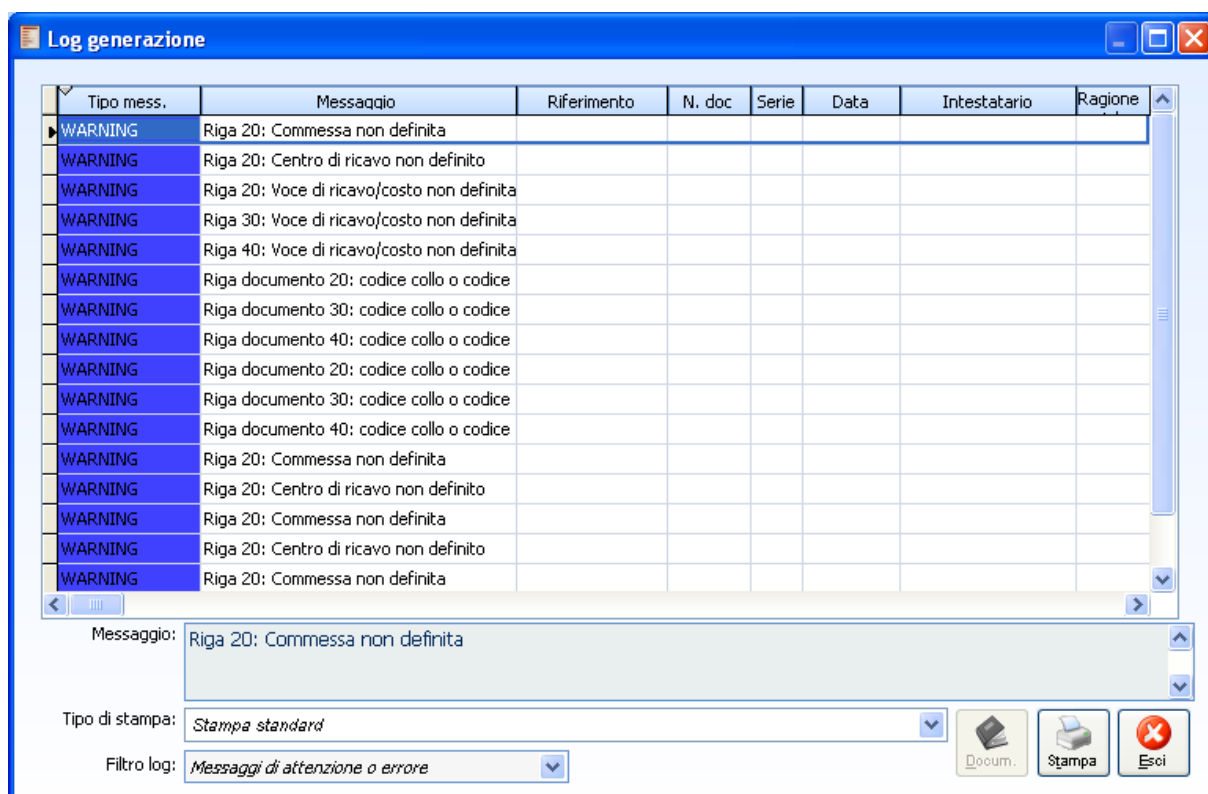 Log generazione
Tipo mess. Messaggio Riferimento N. doc Serie Data Intestatario Ragione
WARNING Riga 20: Commessa non definita
WARNING Riga 20: Centro di ricavo non definito
WARNING Riga 20: Voce di ricavo/costo non definita
WARNING Riga 30: Voce di ricavo/costo non definita
WARNING Riga 40: Voce di ricavo/costo non definita
WARNING Riga documento 20: codice collo o codice
WARNING Riga documento 30: codice collo o codice
WARNING Riga documento 40: codice collo o codice
WARNING Riga documento 20: codice collo o codice
WARNING Riga documento 30: codice collo o codice
WARNING Riga documento 40: codice collo o codice
WARNING Riga 20: Commessa non definita
WARNING Riga 20: Centro di ricavo non definito
WARNING Riga 20: Commessa non definita
WARNING Riga 20: Centro di ricavo non definito
WARNING Riga 20: Commessa non definita
Messaggio: Riga 20: Commessa non definita
Tipo di stampa: Stampa standard
Filtro log: Messaggi di attenzione o errore
Docum. Stampa Esci